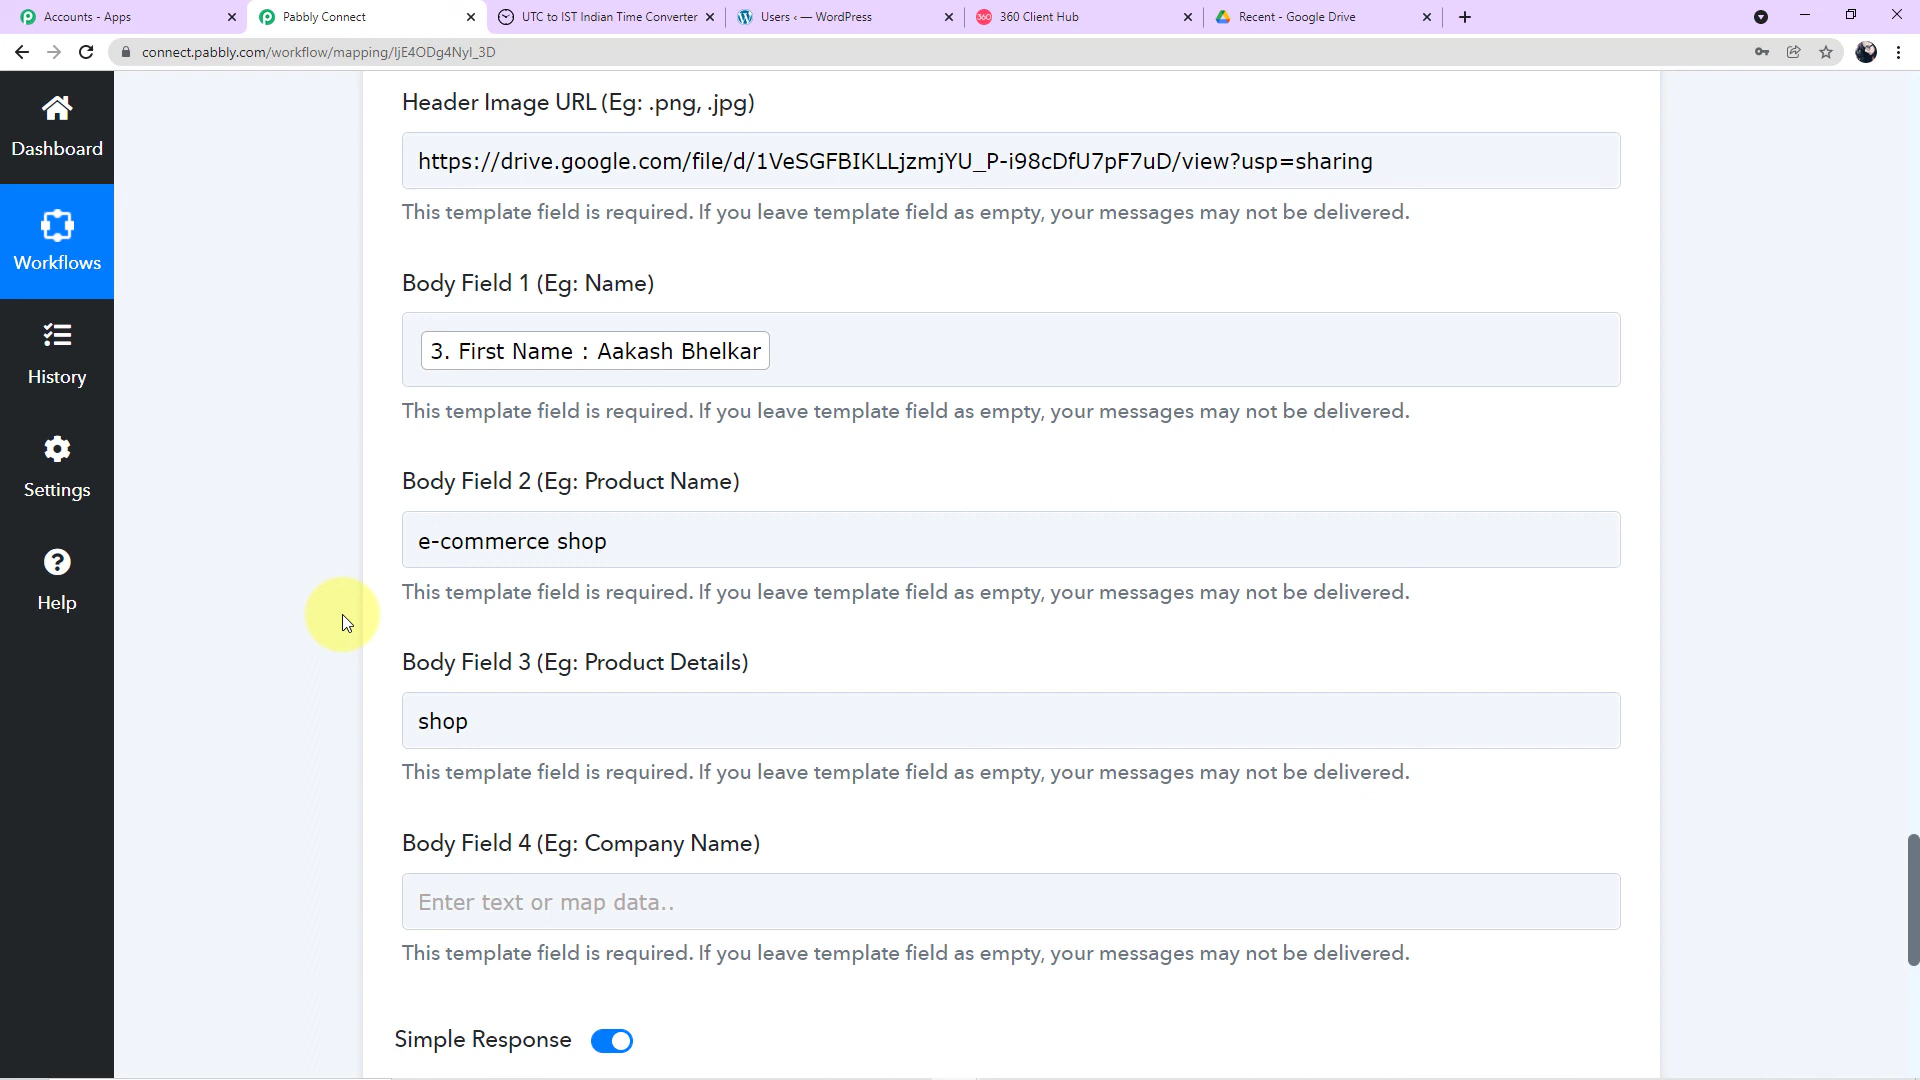 Accounts - Apps
Pabbly Connect
UTC to IST Indian Time Converter
Users ‹ — WordPress
360 Client Hub
Recent - Google Drive
connect.pabbly.com/workflow/mapping/IjE4ODg4NyI_3D
Dashboard
Workflows
History
Settings
Help
Header Image URL (Eg: .png, .jpg)
https://drive.google.com/file/d/1VeSGFBIKLLjzmjYU_P-i98cDfU7pF7uD/view?usp=sharing
This template field is required. If you leave template field as empty, your messages may not be delivered.
Body Field 1 (Eg: Name)
3. First Name : Aakash Bhelkar
This template field is required. If you leave template field as empty, your messages may not be delivered.
Body Field 2 (Eg: Product Name)
e-commerce shop
This template field is required. If you leave template field as empty, your messages may not be delivered.
Body Field 3 (Eg: Product Details)
shop
This template field is required. If you leave template field as empty, your messages may not be delivered.
Body Field 4 (Eg: Company Name)
Enter text or map data..
This template field is required. If you leave template field as empty, your messages may not be delivered.
Simple Response